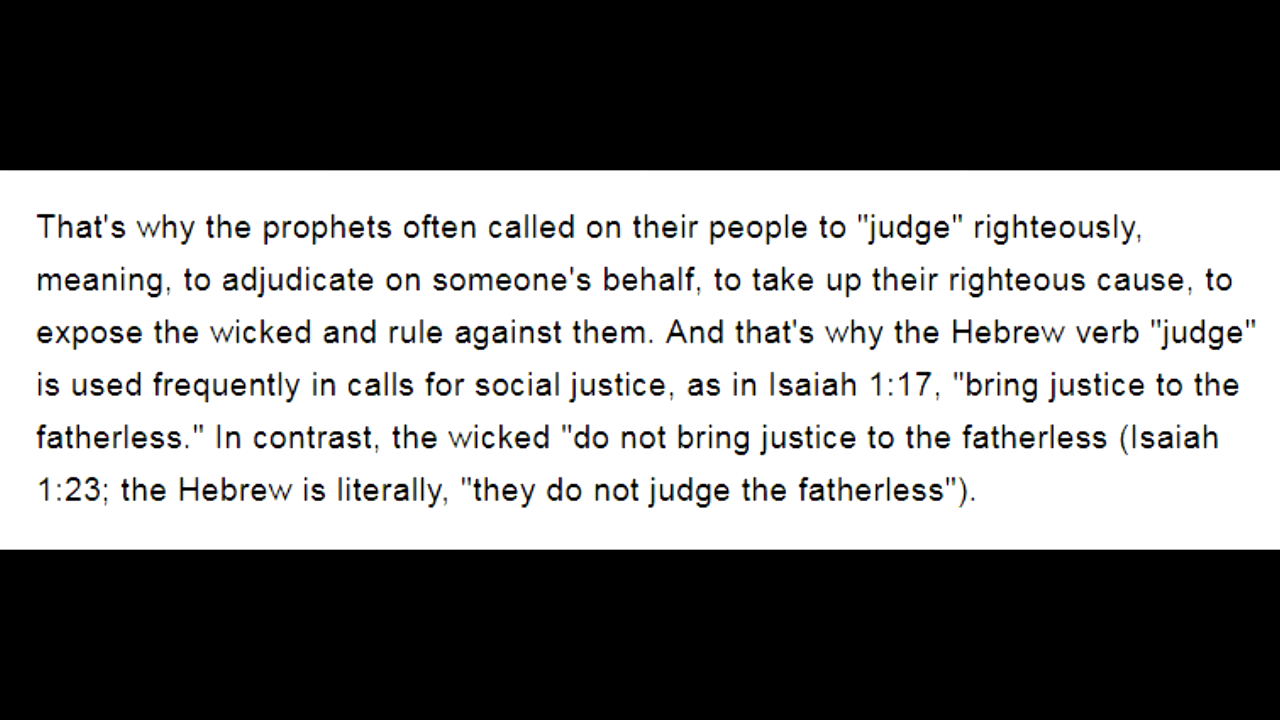 That's why the prophets often called on their people to "judge" righteously,
meaning, to adjudicate on someone's behalf, to take up their righteous cause, to
expose the wicked and rule against them. And that's why the Hebrew verb "judge"
is used frequently in calls for social justice, as in Isaiah 1:17, "bring justice to the
fatherless." In contrast, the wicked "do not bring justice to the fatherless (Isaiah
1:23; the Hebrew is literally, "they do not judge the fatherless").